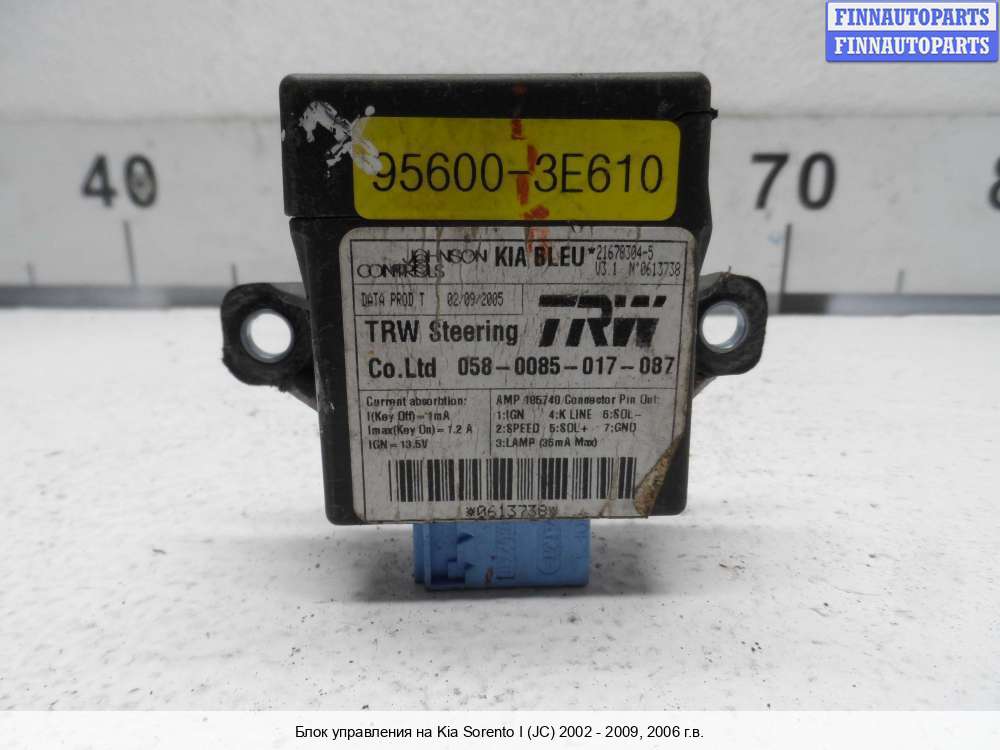 FINNAUTOPARTS
FINNAUTOPARTS
40
70
95600-3E610
JOHNSON CONTROLS KIA BLEU* 21678304-5
V3.1 N°0613738
DATA PROD T 02/09/2005
TRW Steering TRW
Co.Ltd 058-0085-017-087
Current absorbtion:
I(Key Off)=1mA
Imax(Key On)=1.2 A
IGN=13.5V
AMP 185740/Connector Pin Out:
1:IGN 4:K LINE 6:SOL-
2:SPEED 5:SOL+ 7:GND
3:LAMP (35mA Max)
*0613738*
Блок управления на Kia Sorento I (JC) 2002 - 2009, 2006 г.в.